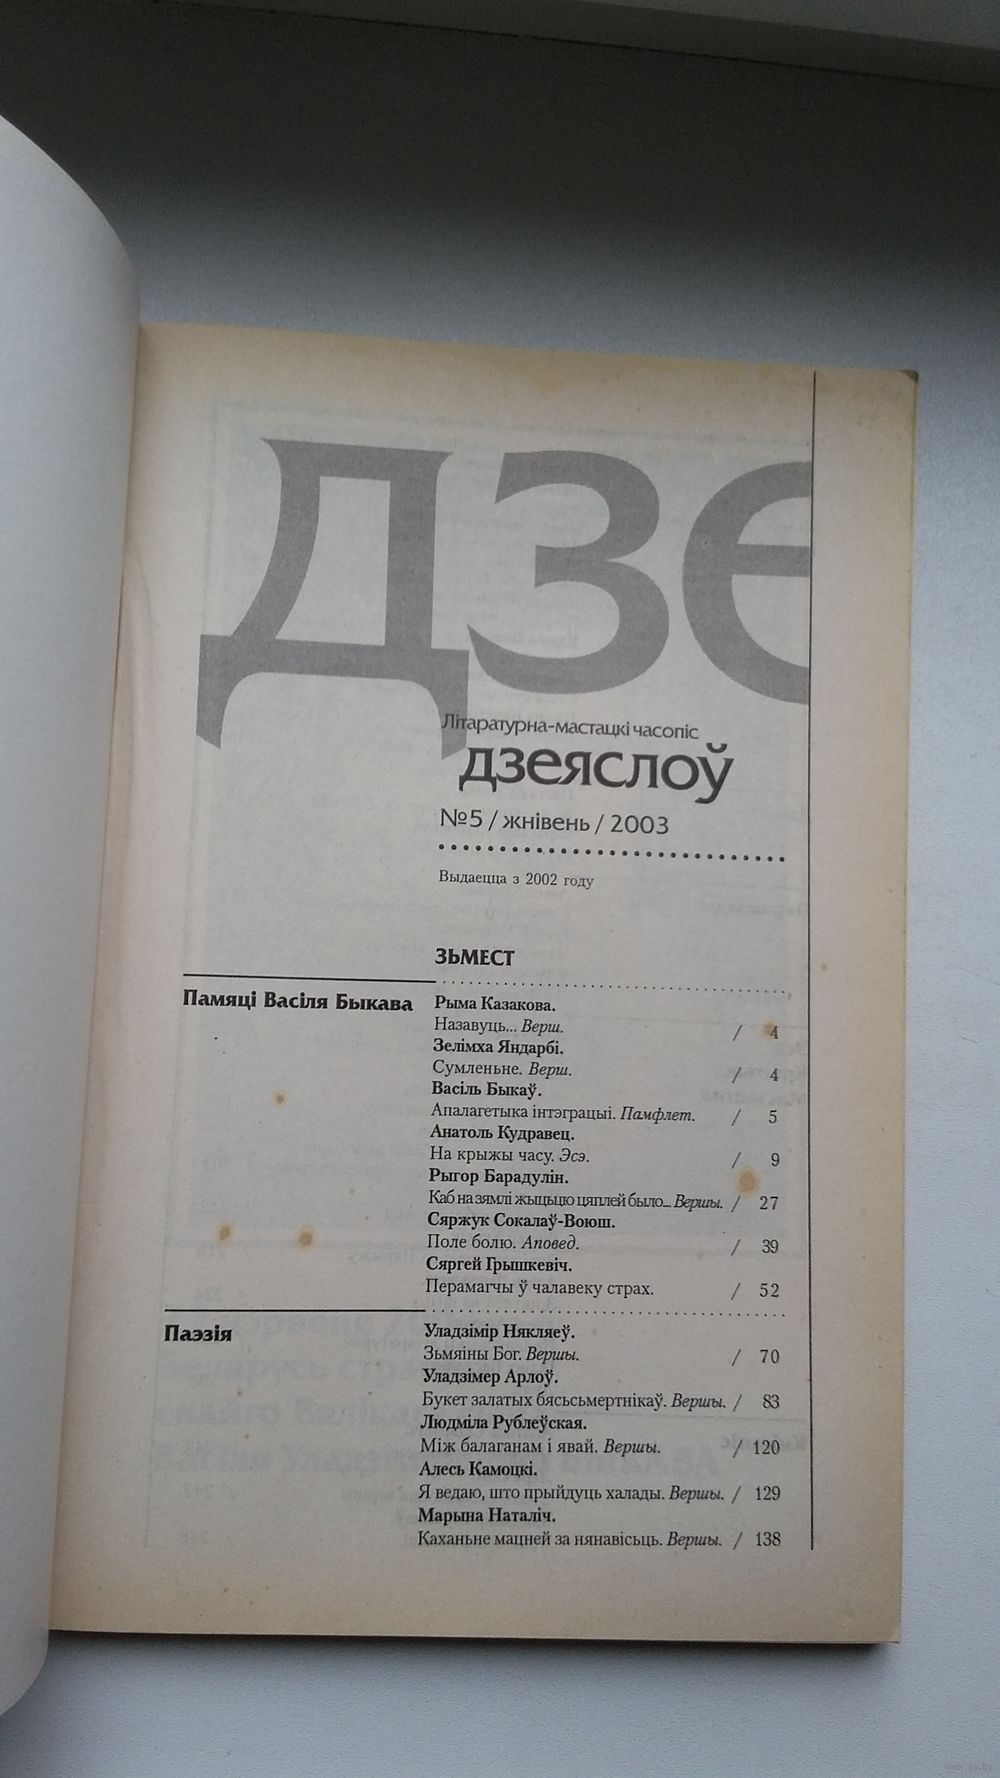 ДЗЕ
Літаратурна-мастацкі часопіс
дзеяслоў
№5 / жнівень / 2003
Выдаецца з 2002 году
ЗЬМЕСТ
Памяці Васіля Быкава
Рыма Казакова.
Назавуць... Верш. / 4
Зелімха Яндарбі.
Сумленьне. Верш. / 4
Васіль Быкаў.
Апалагетыка інтэграцыі. Памфлет. / 5
Анатоль Кудравец.
На крыжы часу. Эсэ. / 9
Рыгор Барадулін.
Каб на зямлі жыцьцю цяплей было... Вершы. / 27
Сяржук Сокалаў-Воюш.
Поле болю. Аповед. / 39
Сяргей Грышкевіч.
Перамагчы ў чалавеку страх. / 52
Паэзія
Уладзімір Някляеў.
Зьмяіны Бог. Вершы. / 70
Уладзімер Арлоў.
Букет залатых бясьсьмертнікаў. Вершы. / 83
Людміла Рублеўская.
Між балаганам і явай. Вершы. / 120
Алесь Камоцкі.
Я ведаю, што прыйдуць халады. Вершы. / 129
Марына Наталіч.
Каханьне мацней за нянавісьць. Вершы. / 138